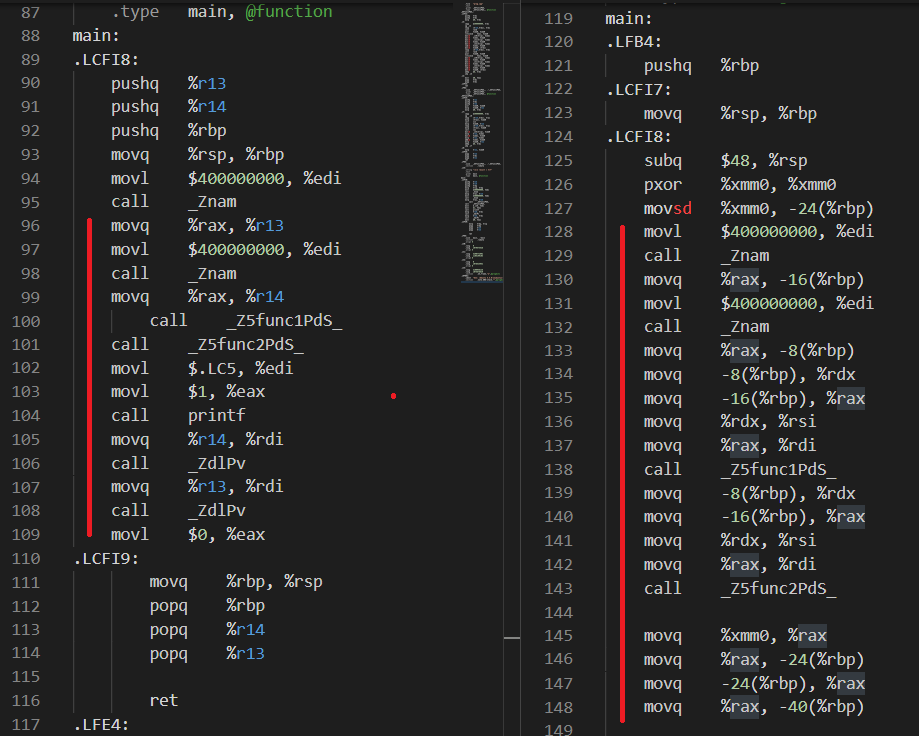 87 .type main, @function
88 main:
89 .LCFI8:
90 pushq %r13
91 pushq %r14
92 pushq %rbp
93 movq %rsp, %rbp
94 movl $400000000, %edi
95 call _Znam
96 movq %rax, %r13
97 movl $400000000, %edi
98 call _Znam
99 movq %rax, %r14
100 call _Z5func1PdS_
101 call _Z5func2PdS_
102 movl $.LC5, %edi
103 movl $1, %eax
104 call printf
105 movq %r14, %rdi
106 call _ZdlPv
107 movq %r13, %rdi
108 call _ZdlPv
109 movl $0, %eax
110 .LCFI9:
111 movq %rbp, %rsp
112 popq %rbp
113 popq %r14
114 popq %r13
115
116 ret
117 .LFE4:
119 main:
120 .LFB4:
121 pushq %rbp
122 .LCFI7:
123 movq %rsp, %rbp
124 .LCFI8:
125 subq $48, %rsp
126 pxor %xmm0, %xmm0
127 movsd %xmm0, -24(%rbp)
128 movl $400000000, %edi
129 call _Znam
130 movq %rax, -16(%rbp)
131 movl $400000000, %edi
132 call _Znam
133 movq %rax, -8(%rbp)
134 movq -8(%rbp), %rdx
135 movq -16(%rbp), %rax
136 movq %rdx, %rsi
137 movq %rax, %rdi
138 call _Z5func1PdS_
139 movq -8(%rbp), %rdx
140 movq -16(%rbp), %rax
141 movq %rdx, %rsi
142 movq %rax, %rdi
143 call _Z5func2PdS_
144
145 movq %xmm0, %rax
146 movq %rax, -24(%rbp)
147 movq -24(%rbp), %rax
148 movq %rax, -40(%rbp)
149